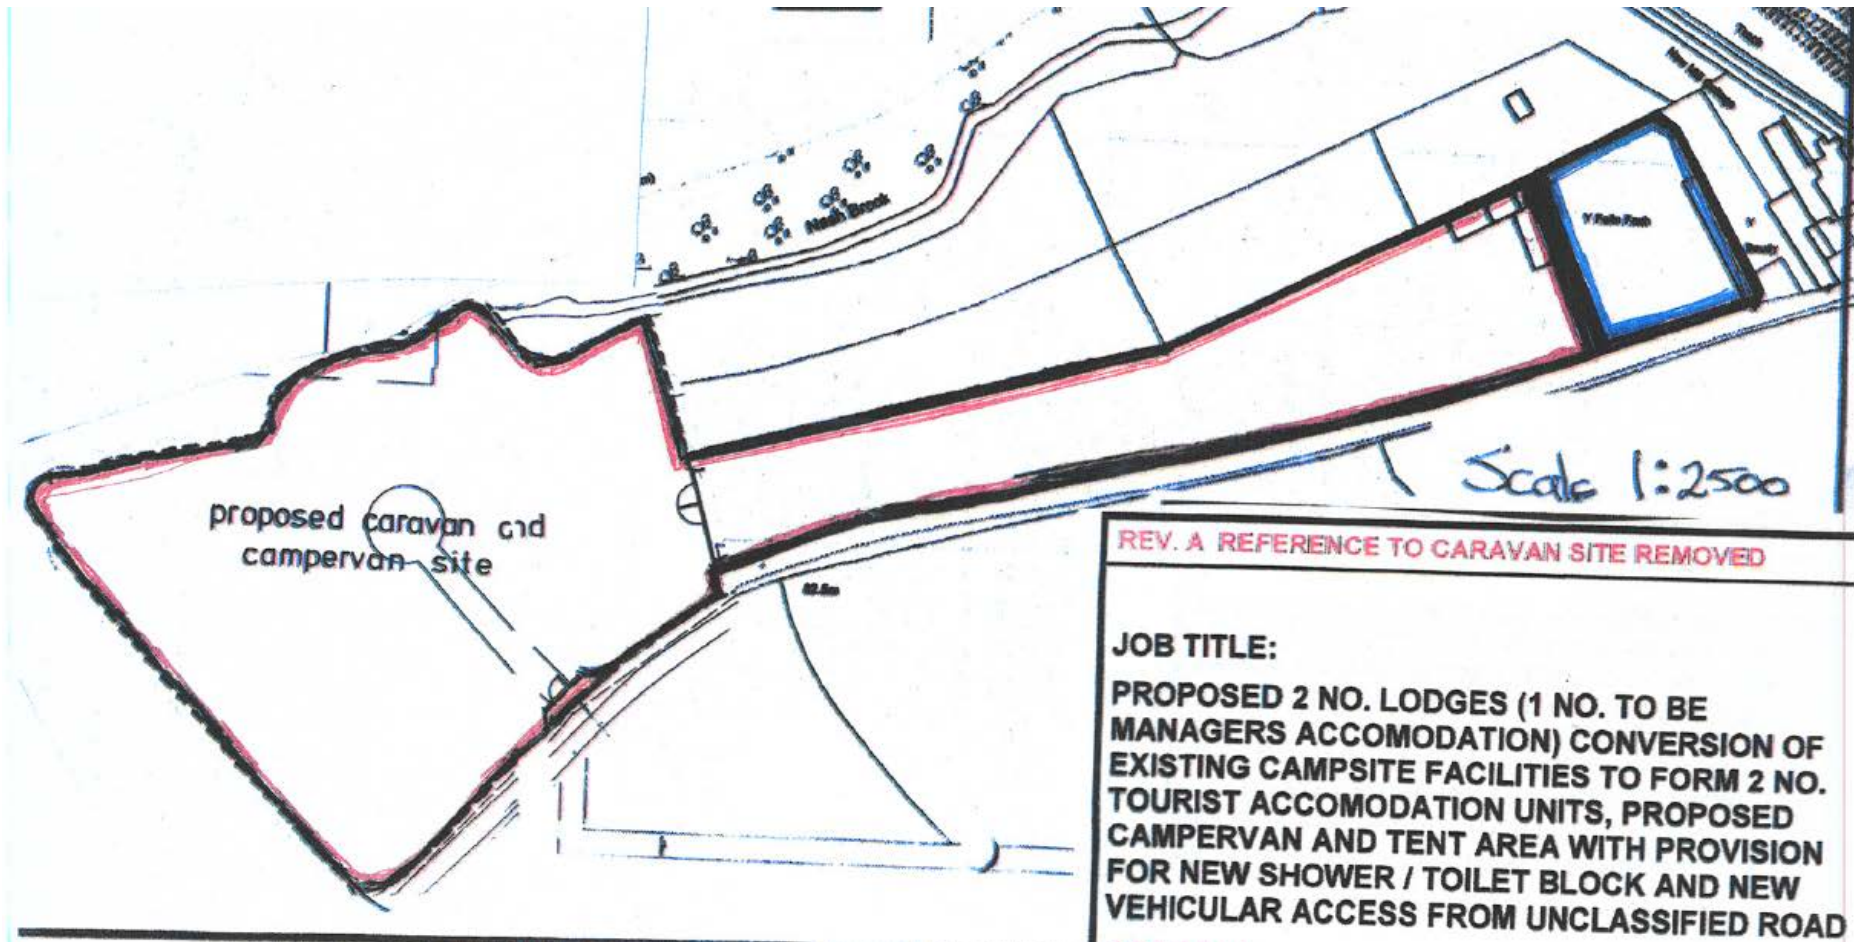 Nash Brook
Track
proposed caravan and
campervan site
Scale 1:2500
REV. A REFERENCE TO CARAVAN SITE REMOVED
JOB TITLE:
PROPOSED 2 NO. LODGES (1 NO. TO BE
MANAGERS ACCOMODATION) CONVERSION OF
EXISTING CAMPSITE FACILITIES TO FORM 2 NO.
TOURIST ACCOMODATION UNITS, PROPOSED
CAMPERVAN AND TENT AREA WITH PROVISION
FOR NEW SHOWER / TOILET BLOCK AND NEW
VEHICULAR ACCESS FROM UNCLASSIFIED ROAD